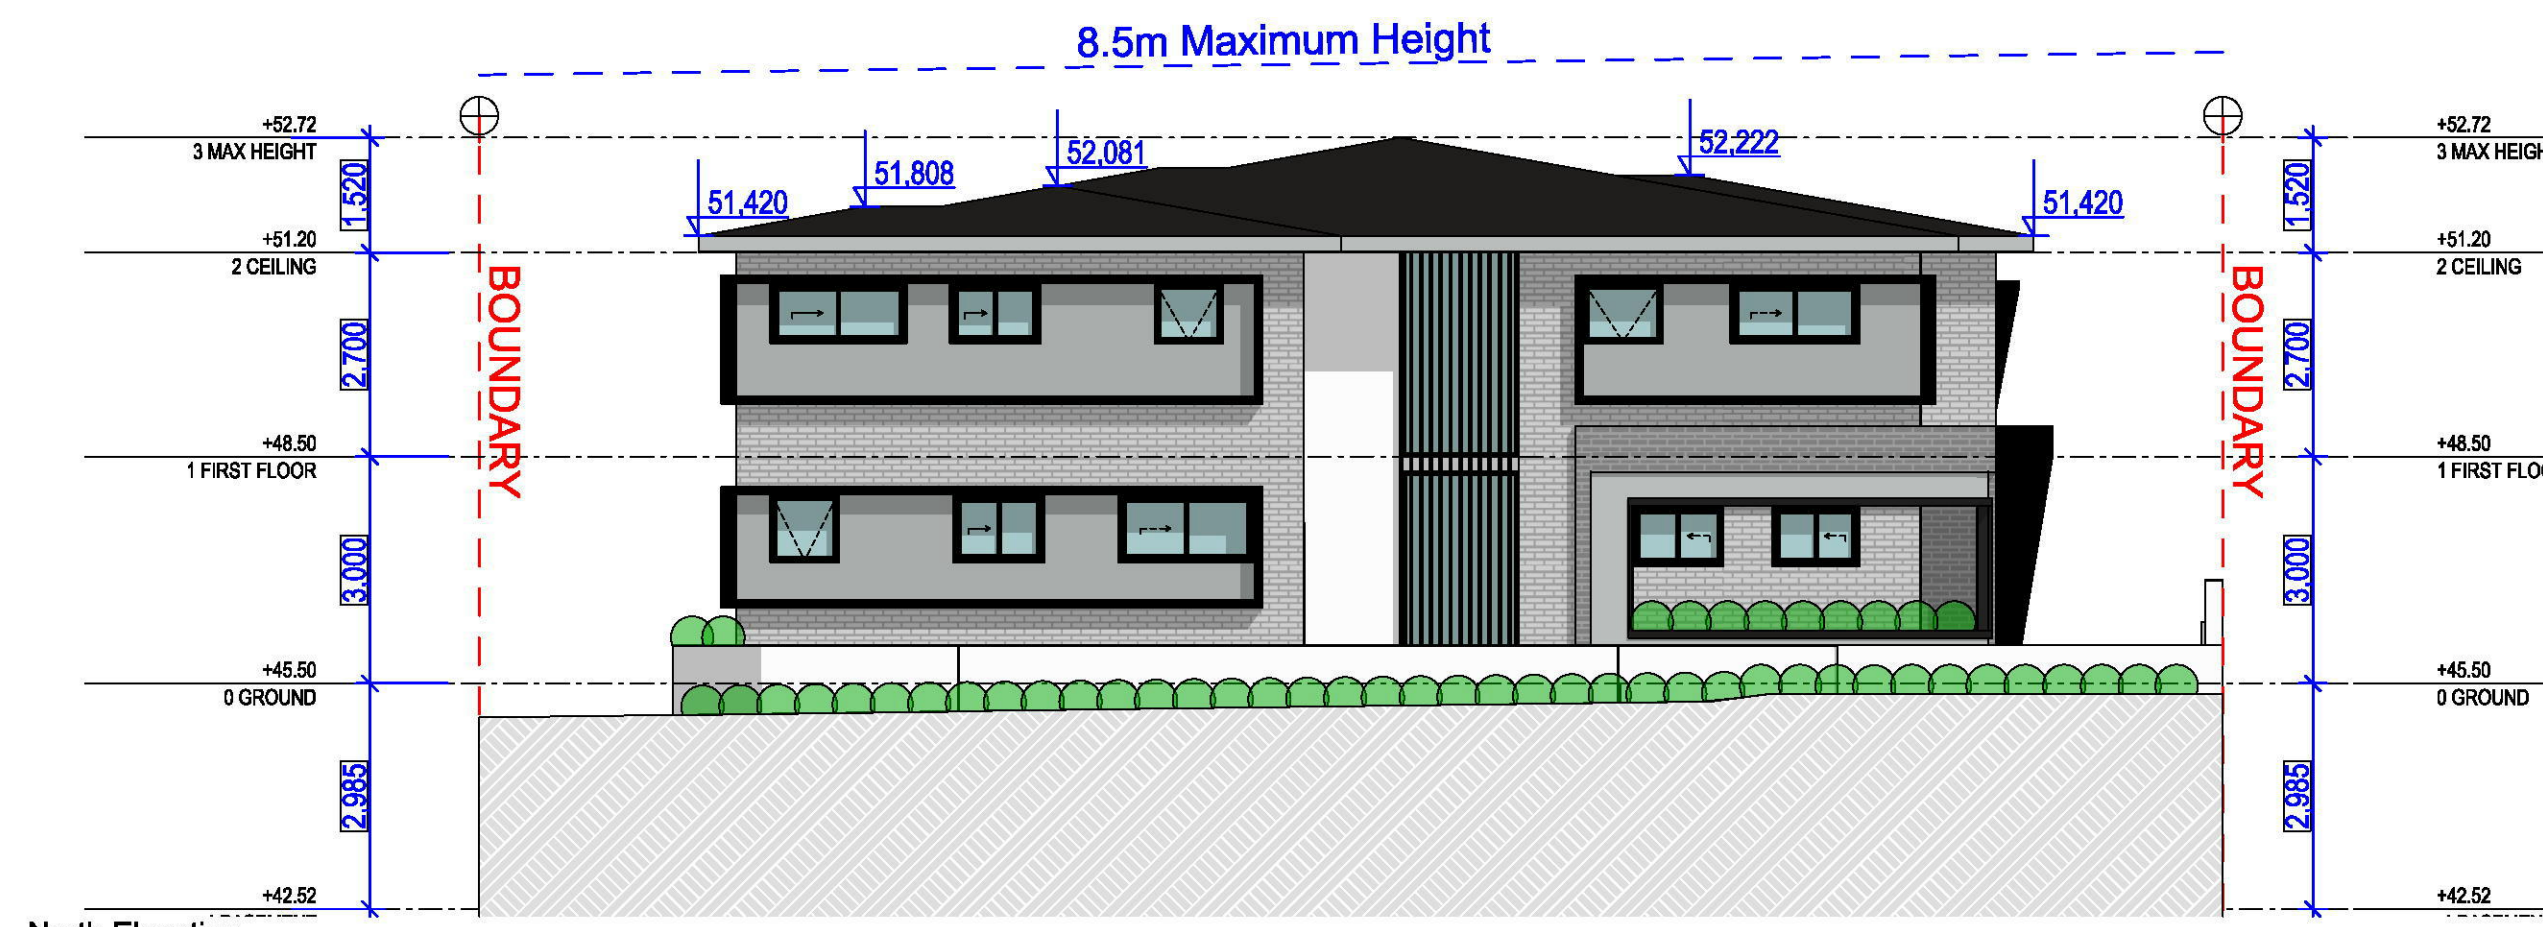 8.5m Maximum Height
+52.72
3 MAX HEIGHT
1,520
+51.20
2 CEILING
2,700
+48.50
1 FIRST FLOOR
3,000
+45.50
0 GROUND
2,985
+42.52
BOUNDARY
51,420
51,808
52,081
52,222
51,420
BOUNDARY
1,520
2,700
3,000
2,985
+52.72
3 MAX HEIGH
+51.20
2 CEILING
+48.50
1 FIRST FLO
+45.50
0 GROUND
+42.52
North Elevation